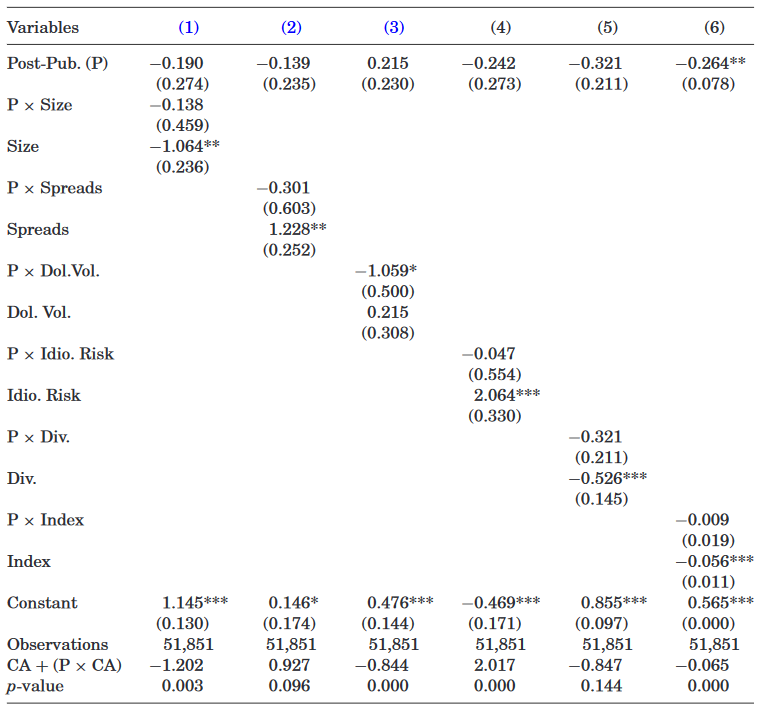 Variables (1) (2) (3) (4) (5) (6)
Post-Pub. (P) −0.190 −0.139 0.215 −0.242 −0.321 −0.264**
(0.274) (0.235) (0.230) (0.273) (0.211) (0.078)
P × Size −0.138
(0.459)
Size −1.064**
(0.236)
P × Spreads −0.301
(0.603)
Spreads 1.228**
(0.252)
P × Dol.Vol. −1.059*
(0.500)
Dol. Vol. 0.215
(0.308)
P × Idio. Risk −0.047
(0.554)
Idio. Risk 2.064***
(0.330)
P × Div. −0.321
(0.211)
Div. −0.526***
(0.145)
P × Index −0.009
(0.019)
Index −0.056***
(0.011)
Constant 1.145*** 0.146* 0.476*** −0.469*** 0.855*** 0.565***
(0.130) (0.174) (0.144) (0.171) (0.097) (0.000)
Observations 51,851 51,851 51,851 51,851 51,851 51,851
CA + (P × CA) −1.202 0.927 −0.844 2.017 −0.847 −0.065
p-value 0.003 0.096 0.000 0.000 0.144 0.000